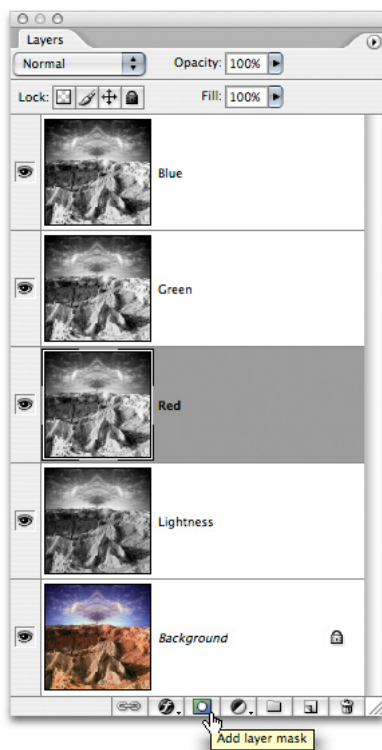 Layers
Normal Opacity: 100%
Lock: Fill: 100%
Blue
Green
Red
Lightness
Background
Add layer mask